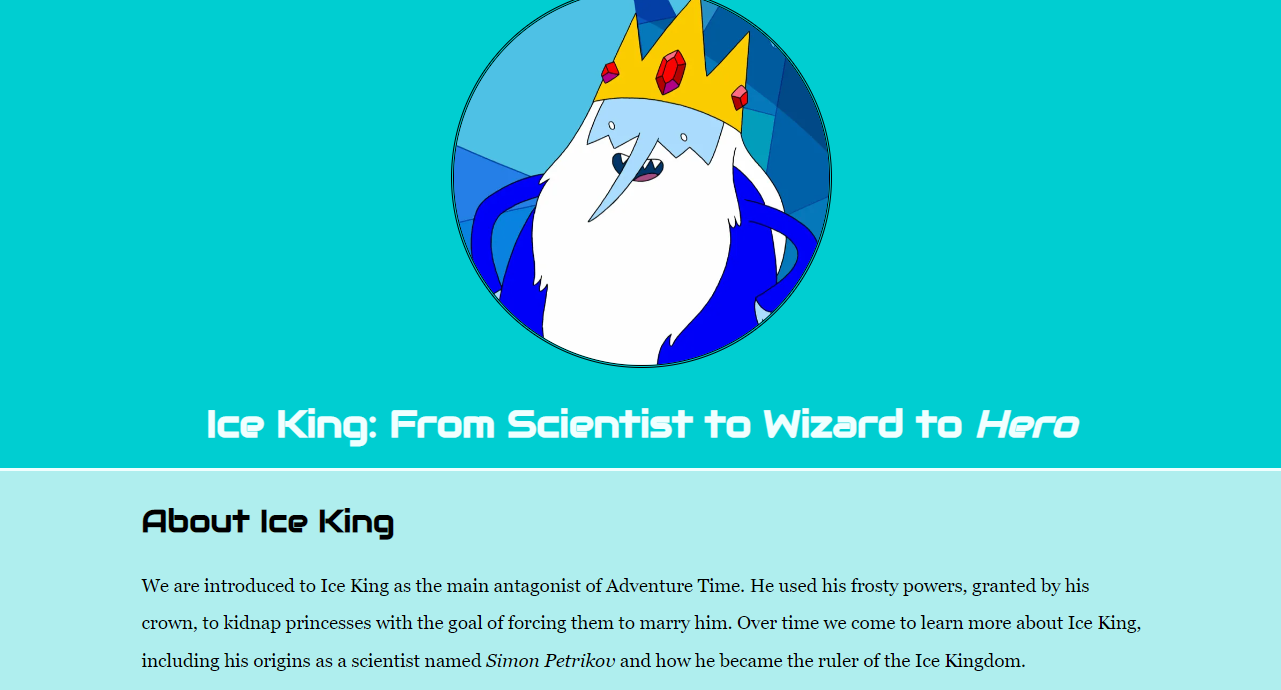 Ice King: From Scientist to Wizard to Hero
About Ice King
We are introduced to Ice King as the main antagonist of Adventure Time. He used his frosty powers, granted by his
crown, to kidnap princesses with the goal of forcing them to marry him. Over time we come to learn more about Ice King,
including his origins as a scientist named Simon Petrikov and how he became the ruler of the Ice Kingdom.